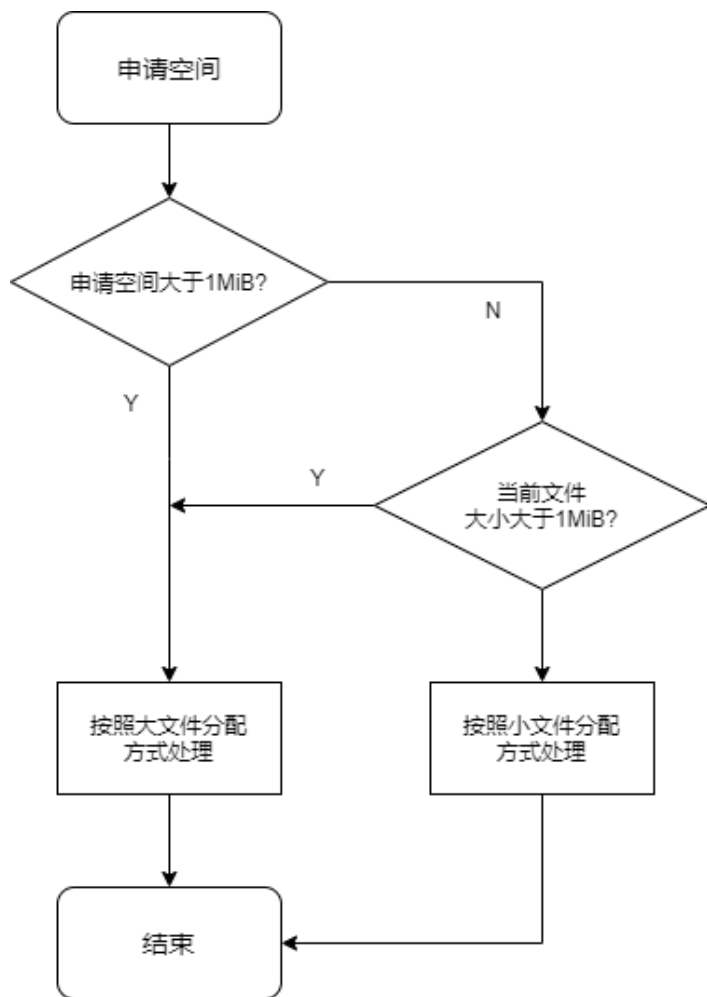 申请空间
申请空间大于1MiB?
N
Y
Y
当前文件
大小大于1MiB?
按照大文件分配
方式处理
按照小文件分配
方式处理
结束